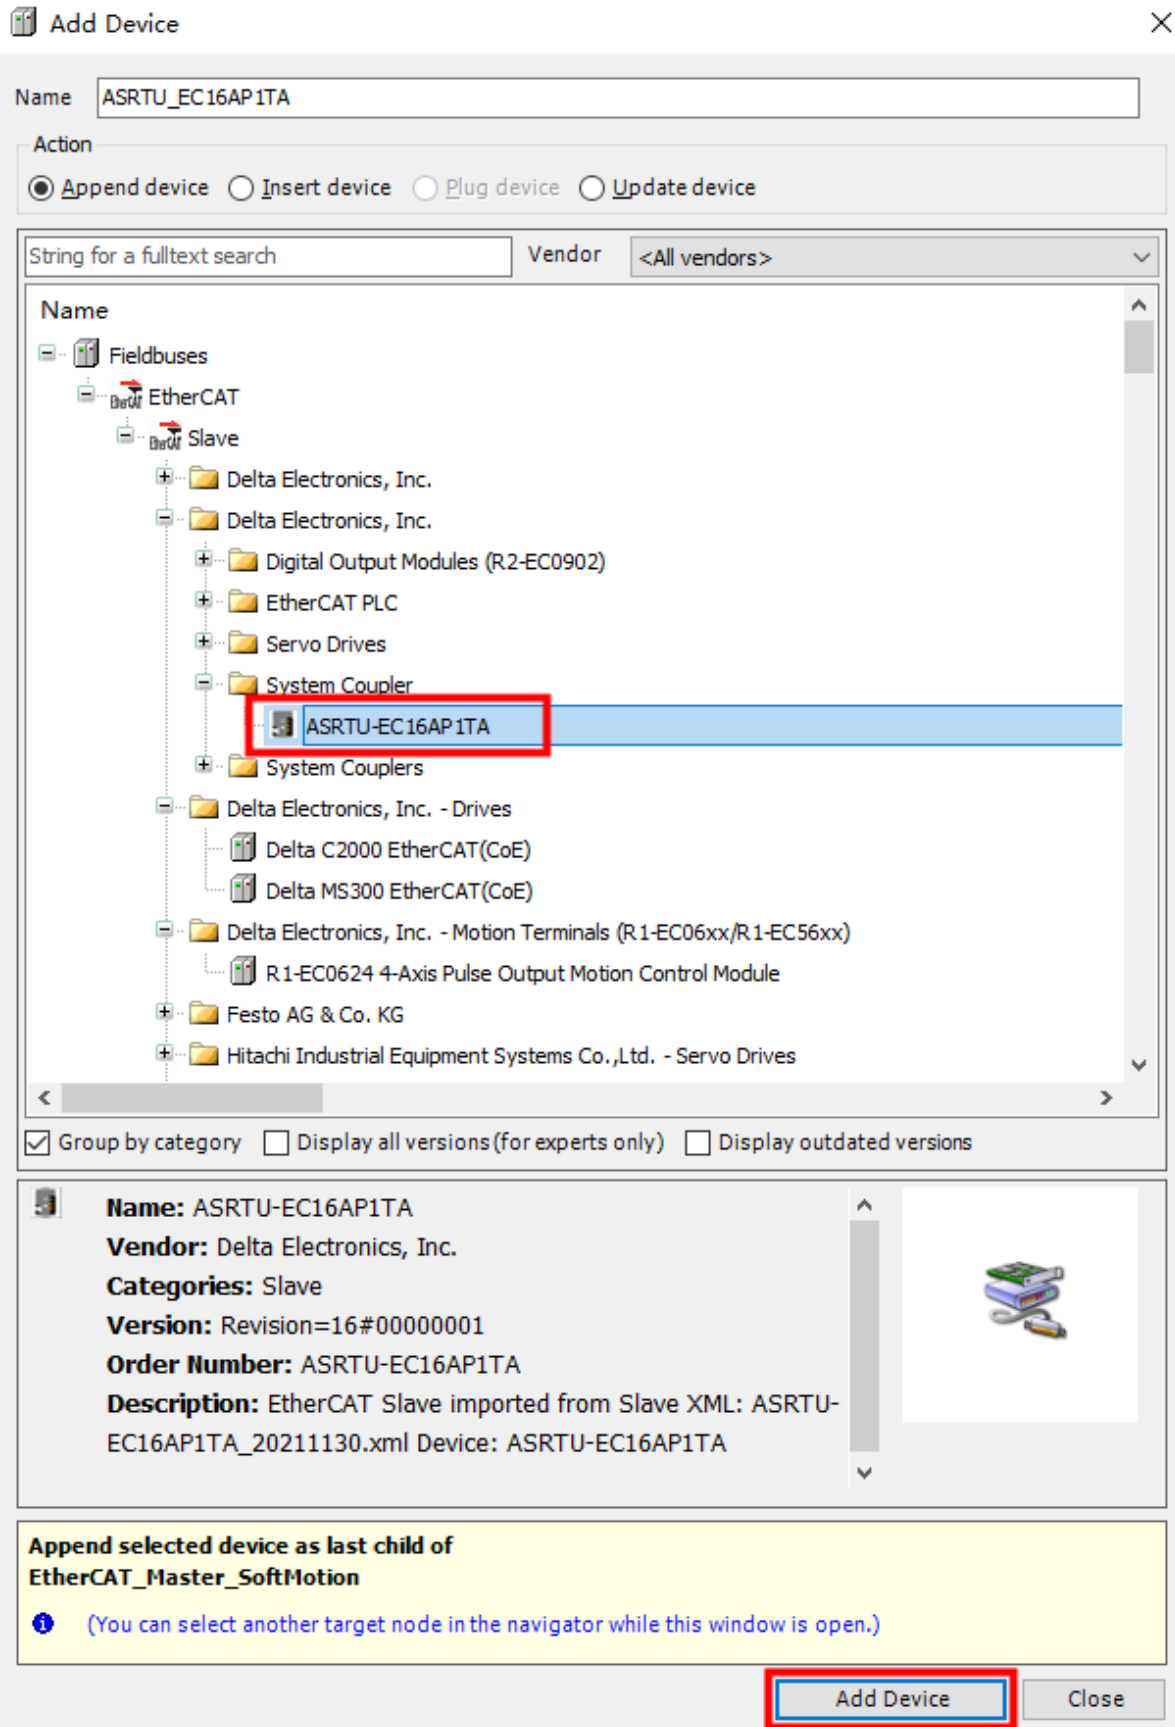 Add Device
Name ASRTU_EC16AP1TA
Action
Append device Insert device Plug device Update device
String for a fulltext search Vendor <All vendors>
Name
Fieldbuses
EtherCAT EtherCAT
EtherCAT Slave
Delta Electronics, Inc.
Delta Electronics, Inc.
Digital Output Modules (R2-EC0902)
EtherCAT PLC
Servo Drives
System Coupler
ASRTU-EC16AP1TA
System Couplers
Delta Electronics, Inc. - Drives
Delta C2000 EtherCAT(CoE)
Delta MS300 EtherCAT(CoE)
Delta Electronics, Inc. - Motion Terminals (R1-EC06xx/R1-EC56xx)
R1-EC0624 4-Axis Pulse Output Motion Control Module
Festo AG & Co. KG
Hitachi Industrial Equipment Systems Co.,Ltd. - Servo Drives
Group by category Display all versions (for experts only) Display outdated versions
Name: ASRTU-EC16AP1TA
Vendor: Delta Electronics, Inc.
Categories: Slave
Version: Revision=16#00000001
Order Number: ASRTU-EC16AP1TA
Description: EtherCAT Slave imported from Slave XML: ASRTU-
EC16AP1TA_20211130.xml Device: ASRTU-EC16AP1TA
Append selected device as last child of
EtherCAT_Master_SoftMotion
(You can select another target node in the navigator while this window is open.)
Add Device Close